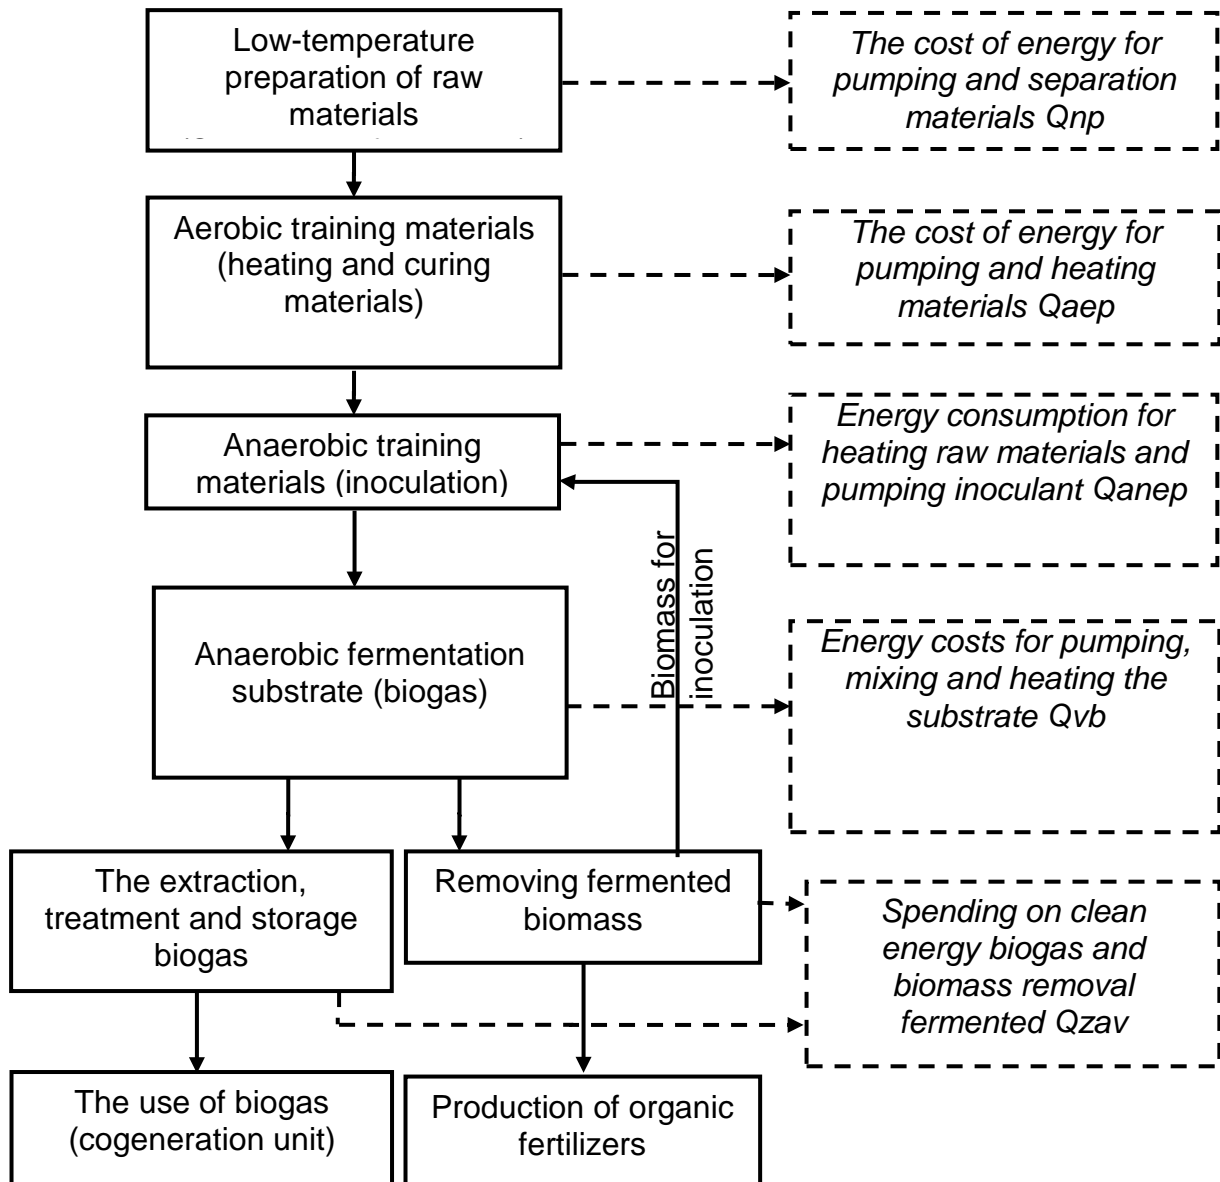 Low-temperature
preparation of raw
materials
The cost of energy for
pumping and separation
materials Qnp
Aerobic training materials
(heating and curing
materials)
The cost of energy for
pumping and heating
materials Qaep
Anaerobic training
materials (inoculation)
Energy consumption for
heating raw materials and
pumping inoculant Qanep
Biomass for
inoculation
Anaerobic fermentation
substrate (biogas)
Energy costs for pumping,
mixing and heating the
substrate Qvb
The extraction,
treatment and storage
biogas
Removing fermented
biomass
Spending on clean
energy biogas and
biomass removal
fermented Qzav
The use of biogas
(cogeneration unit)
Production of organic
fertilizers